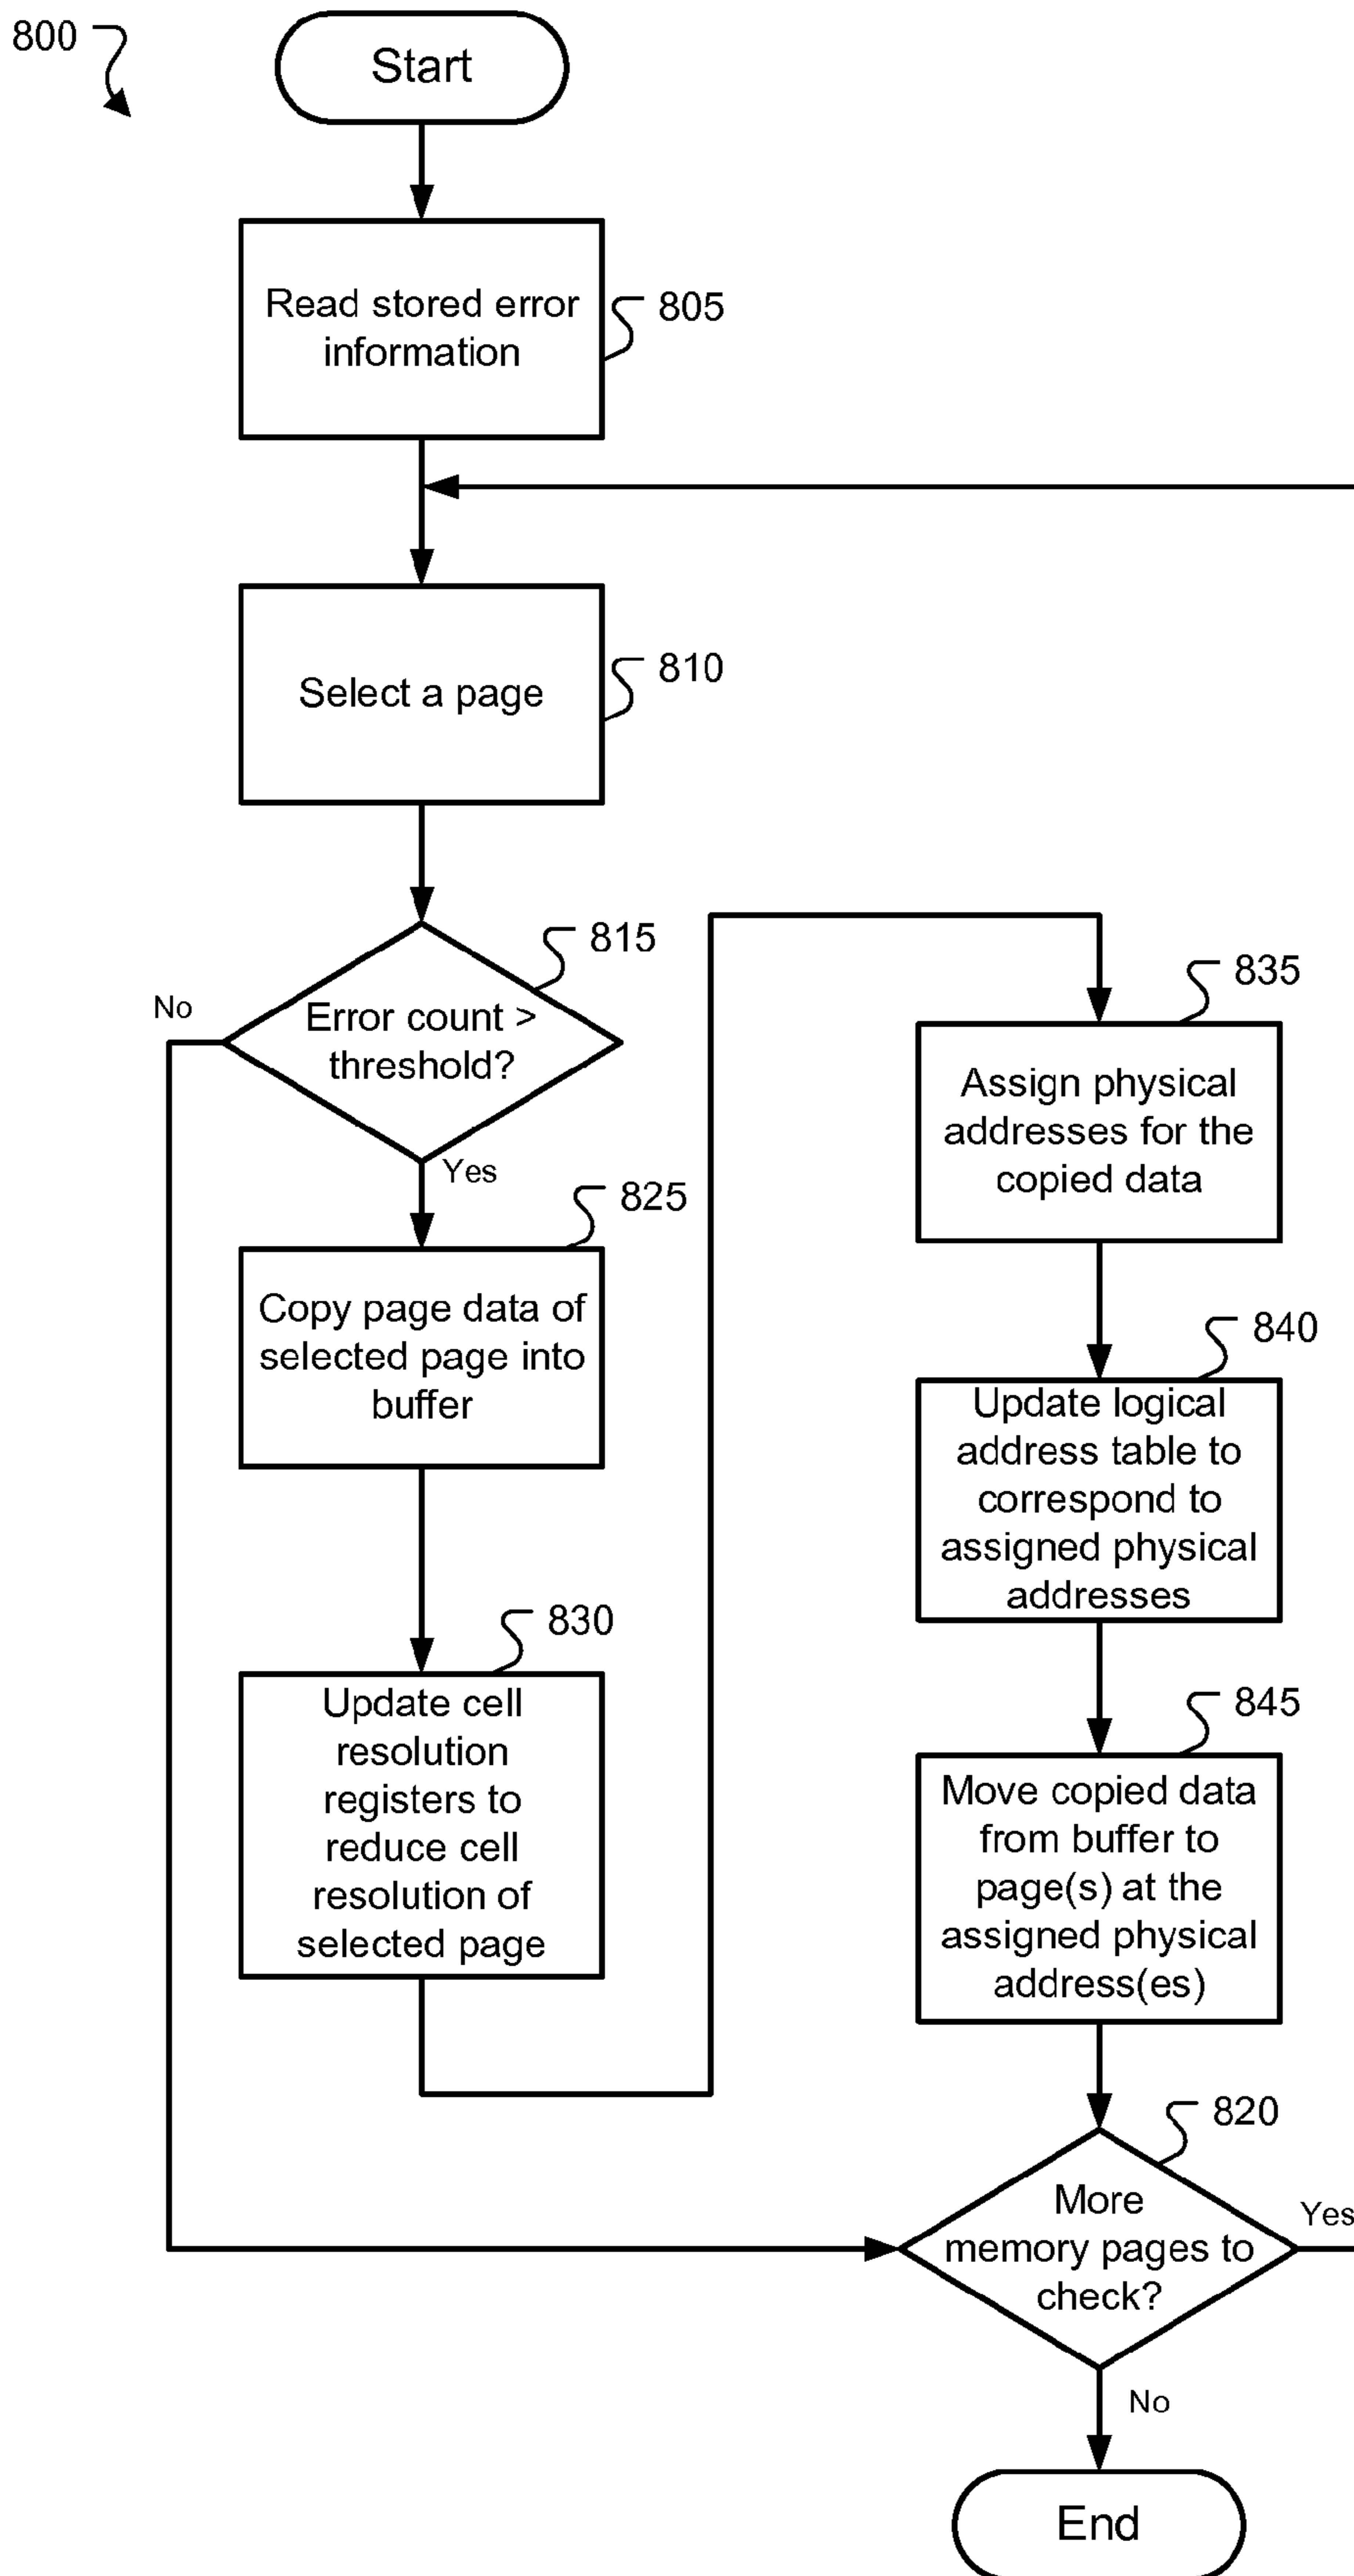 800
Start
Read stored error
information
805
Select a page
810
815
Error count >
threshold?
No
Yes
825
Copy page data of
selected page into
buffer
830
Update cell
resolution
registers to
reduce cell
resolution of
selected page
835
Assign physical
addresses for the
copied data
840
Update logical
address table to
correspond to
assigned physical
addresses
845
Move copied data
from buffer to
page(s) at the
assigned physical
address(es)
820
More
memory pages to
check?
Yes
No
End